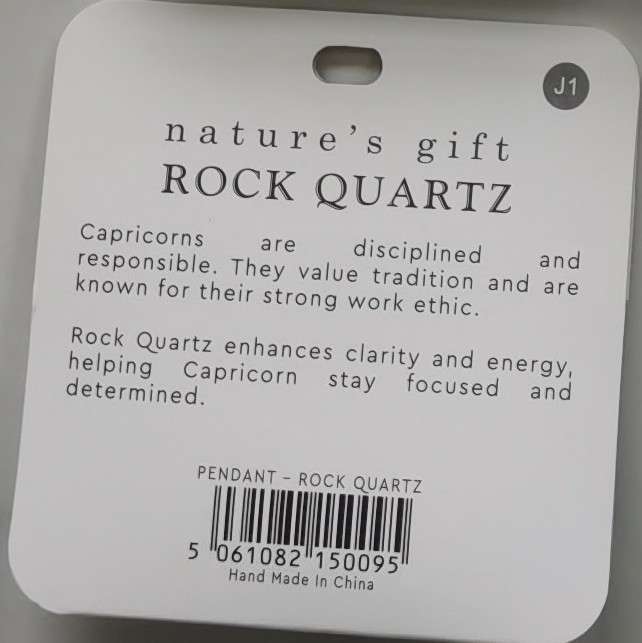 J1
nature's gift
ROCK QUARTZ
Capricorns are disciplined and
responsible. They value tradition and are
known for their strong work ethic.
Rock Quartz enhances clarity and energy,
helping Capricorn stay focused and
determined.
PENDANT - ROCK QUARTZ
5 061082 150095
Hand Made In China